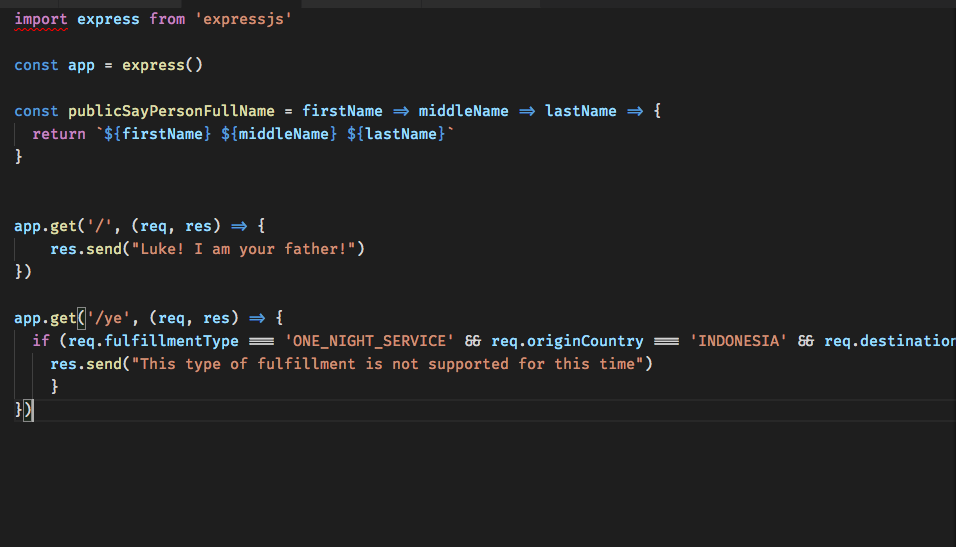 import express from 'expressjs'
const app = express()
const publicSayPersonFullName = firstName => middleName => lastName => {
return `${firstName} ${middleName} ${lastName}`
}
app.get('/', (req, res) => {
res.send("Luke! I am your father!")
})
app.get('/ye', (req, res) => {
if (req.fulfillmentType === 'ONE_NIGHT_SERVICE' && req.originCountry === 'INDONESIA' && req.destination
res.send("This type of fulfillment is not supported for this time")
}
})